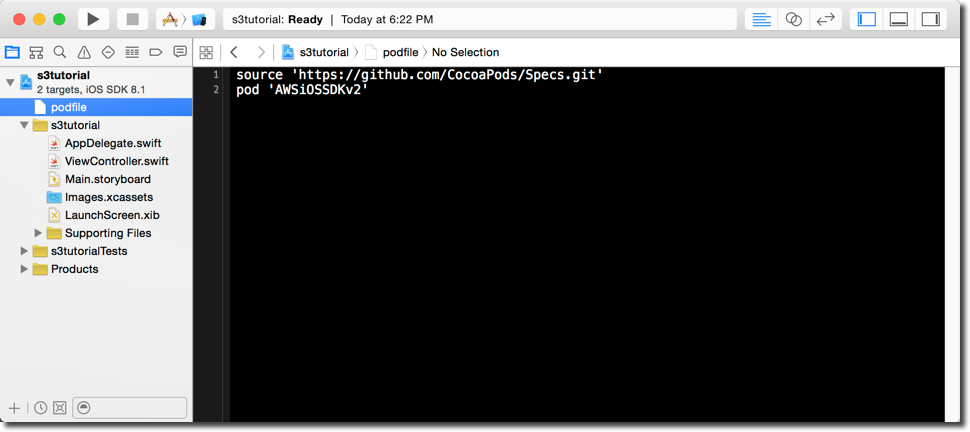 s3tutorial: Ready | Today at 6:22 PM
s3tutorial podfile No Selection
s3tutorial
2 targets, iOS SDK 8.1
podfile
s3tutorial
AppDelegate.swift
ViewController.swift
Main.storyboard
Images.xcassets
LaunchScreen.xib
Supporting Files
s3tutorialTests
Products
1 source 'https://github.com/CocoaPods/Specs.git'
2 pod 'AWSiOSSDKv2'